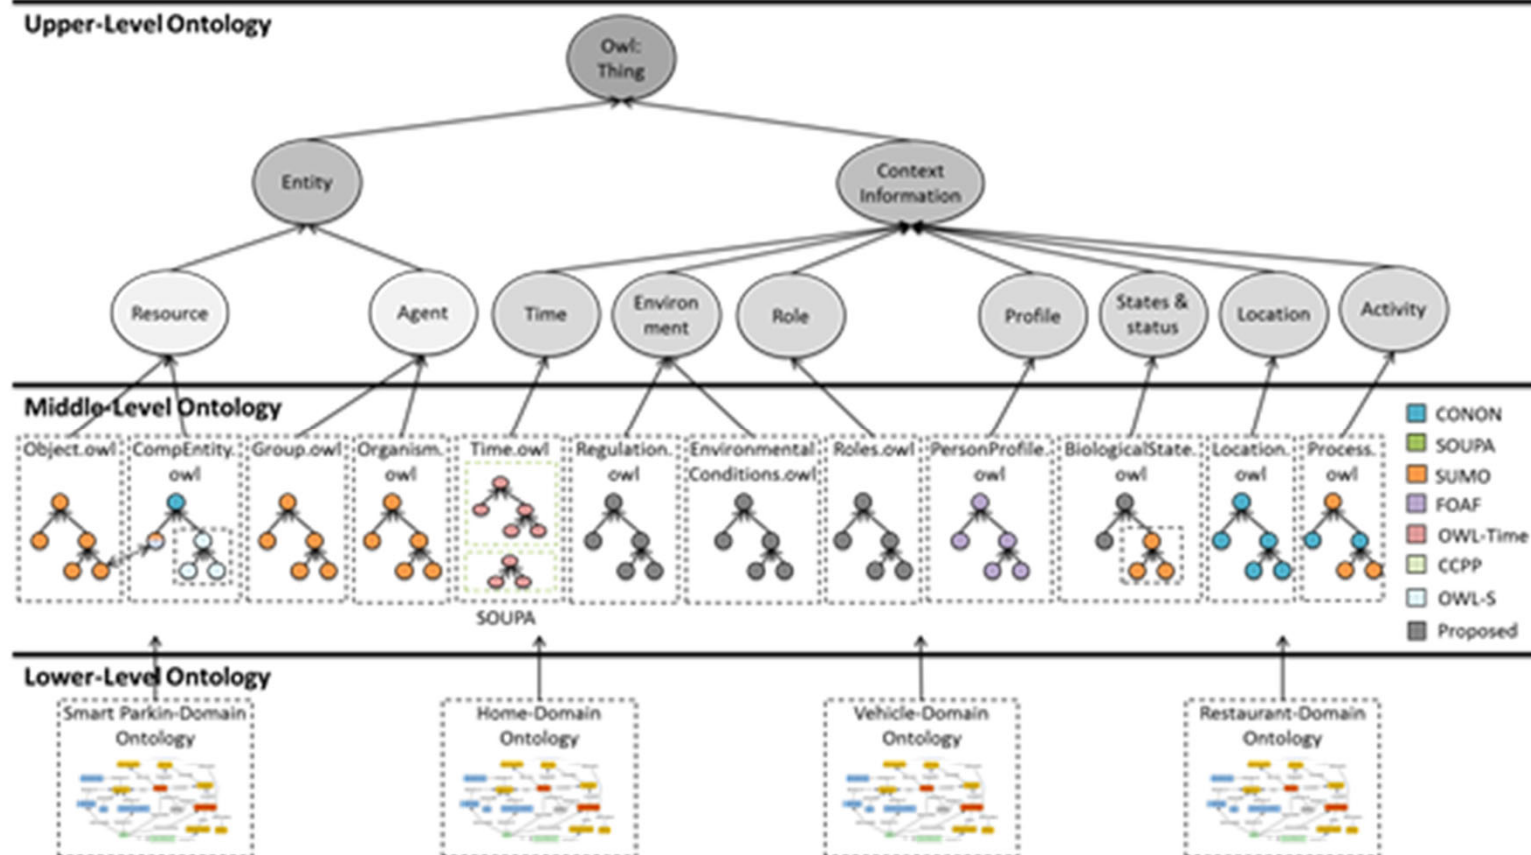 Upper-Level Ontology
Owl:
Thing
Entity
Context
Information
Resource
Agent
Time
Environ
ment
Role
Profile
States &
status
Location
Activity
Middle-Level Ontology
Object.owl
CompEntity.
owl
Group.owl
Organism.
owl
Time.owl
Regulation.
owl
Environmental
Conditions.owl
Roles.owl
PersonProfile.
owl
BiologicalState.
owl
Location.
owl
Process.
owl
SOUPA
CONON
SOUPA
SUMO
FOAF
OWL-Time
CCPP
OWL-S
Proposed
Lower-Level Ontology
Smart Parkin-Domain
Ontology
Home-Domain
Ontology
Vehicle-Domain
Ontology
Restaurant-Domain
Ontology